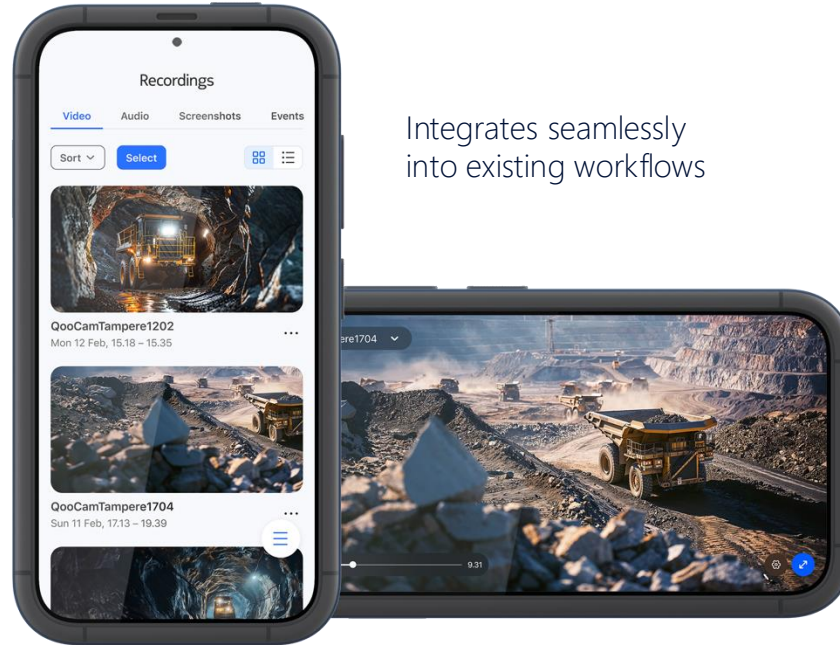 Recordings
Video Audio Screenshots Events
Sort Select
QooCamTampere1202
Mon 12 Feb, 15.18 – 15.35
QooCamTampere1704
Sun 11 Feb, 17.13 – 19.39
Integrates seamlessly
into existing workflows
ere1704
9.31